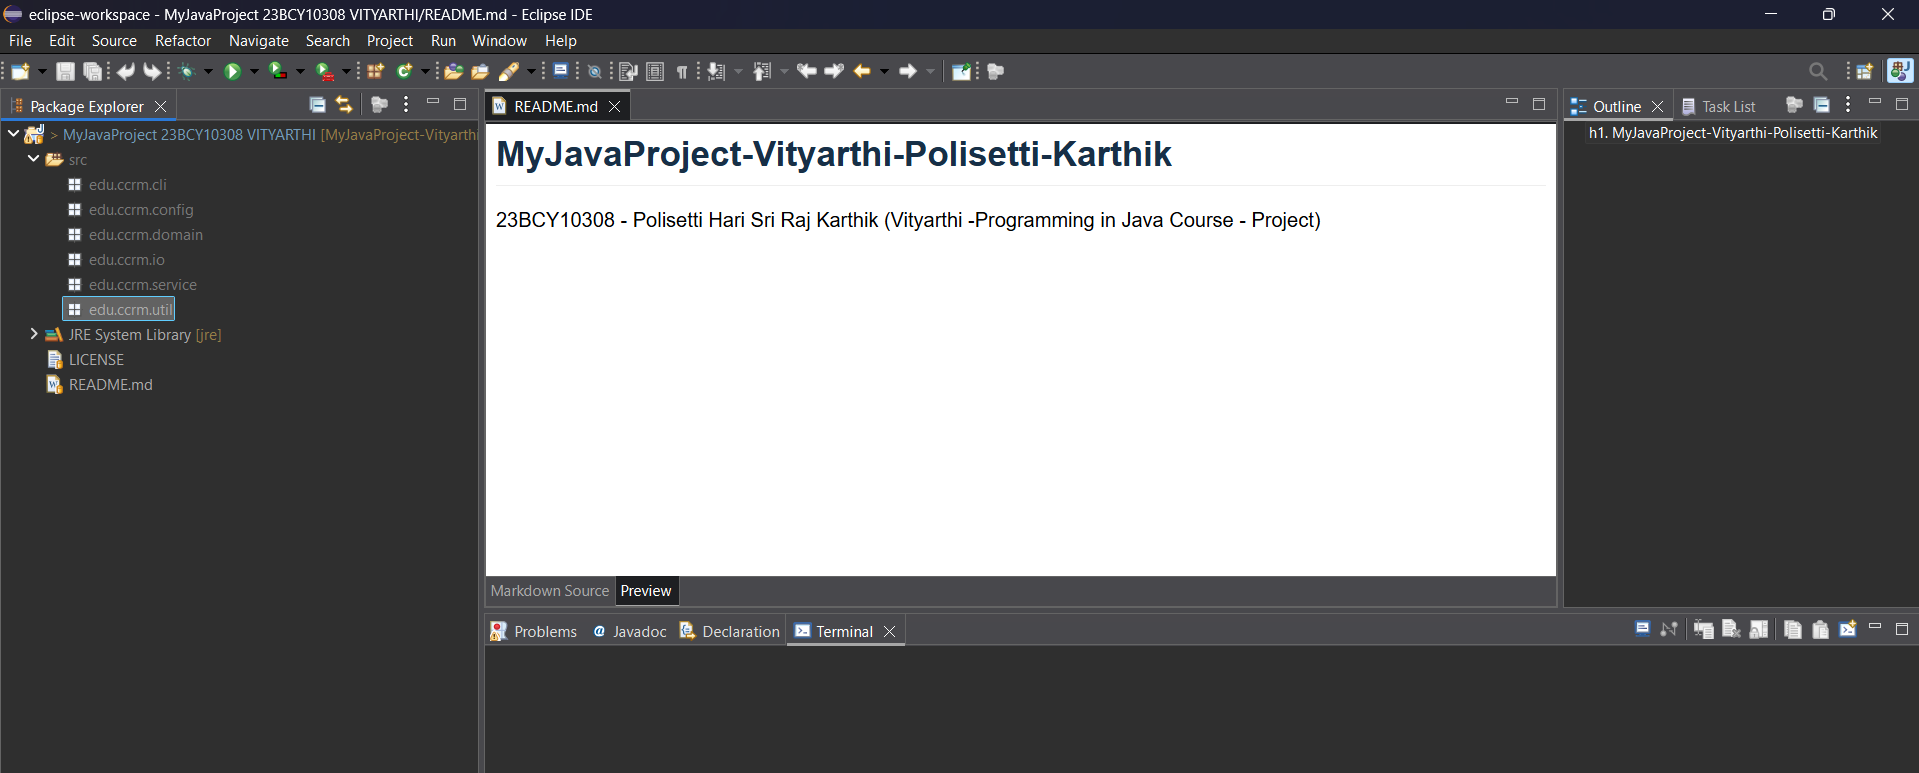 eclipse-workspace - MyJavaProject 23BCY10308 VITYARTHI/README.md - Eclipse IDE
File Edit Source Refactor Navigate Search Project Run Window Help
Package Explorer
> MyJavaProject 23BCY10308 VITYARTHI [MyJavaProject-Vityarthi
src
edu.ccrm.cli
edu.ccrm.config
edu.ccrm.domain
edu.ccrm.io
edu.ccrm.service
edu.ccrm.util
JRE System Library [jre]
LICENSE
README.md
README.md
MyJavaProject-Vityarthi-Polisetti-Karthik
23BCY10308 - Polisetti Hari Sri Raj Karthik (Vityarthi -Programming in Java Course - Project)
Markdown Source Preview
Outline Task List
h1. MyJavaProject-Vityarthi-Polisetti-Karthik
Problems @ Javadoc Declaration Terminal